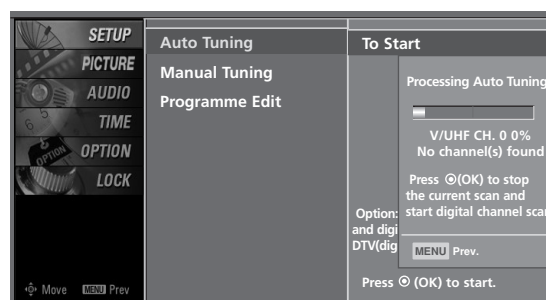 SETUP
PICTURE
AUDIO
TIME
OPTION
LOCK
Move MENU Prev
Auto Tuning
Manual Tuning
Programme Edit
To Start
Processing Auto Tuning
V/UHF CH. 0 0%
No channel(s) found
Press (OK) to stop
the current scan and
start digital channel
MENU Prev.
Option:
and digi
DTV(dig
Press (OK) to start.